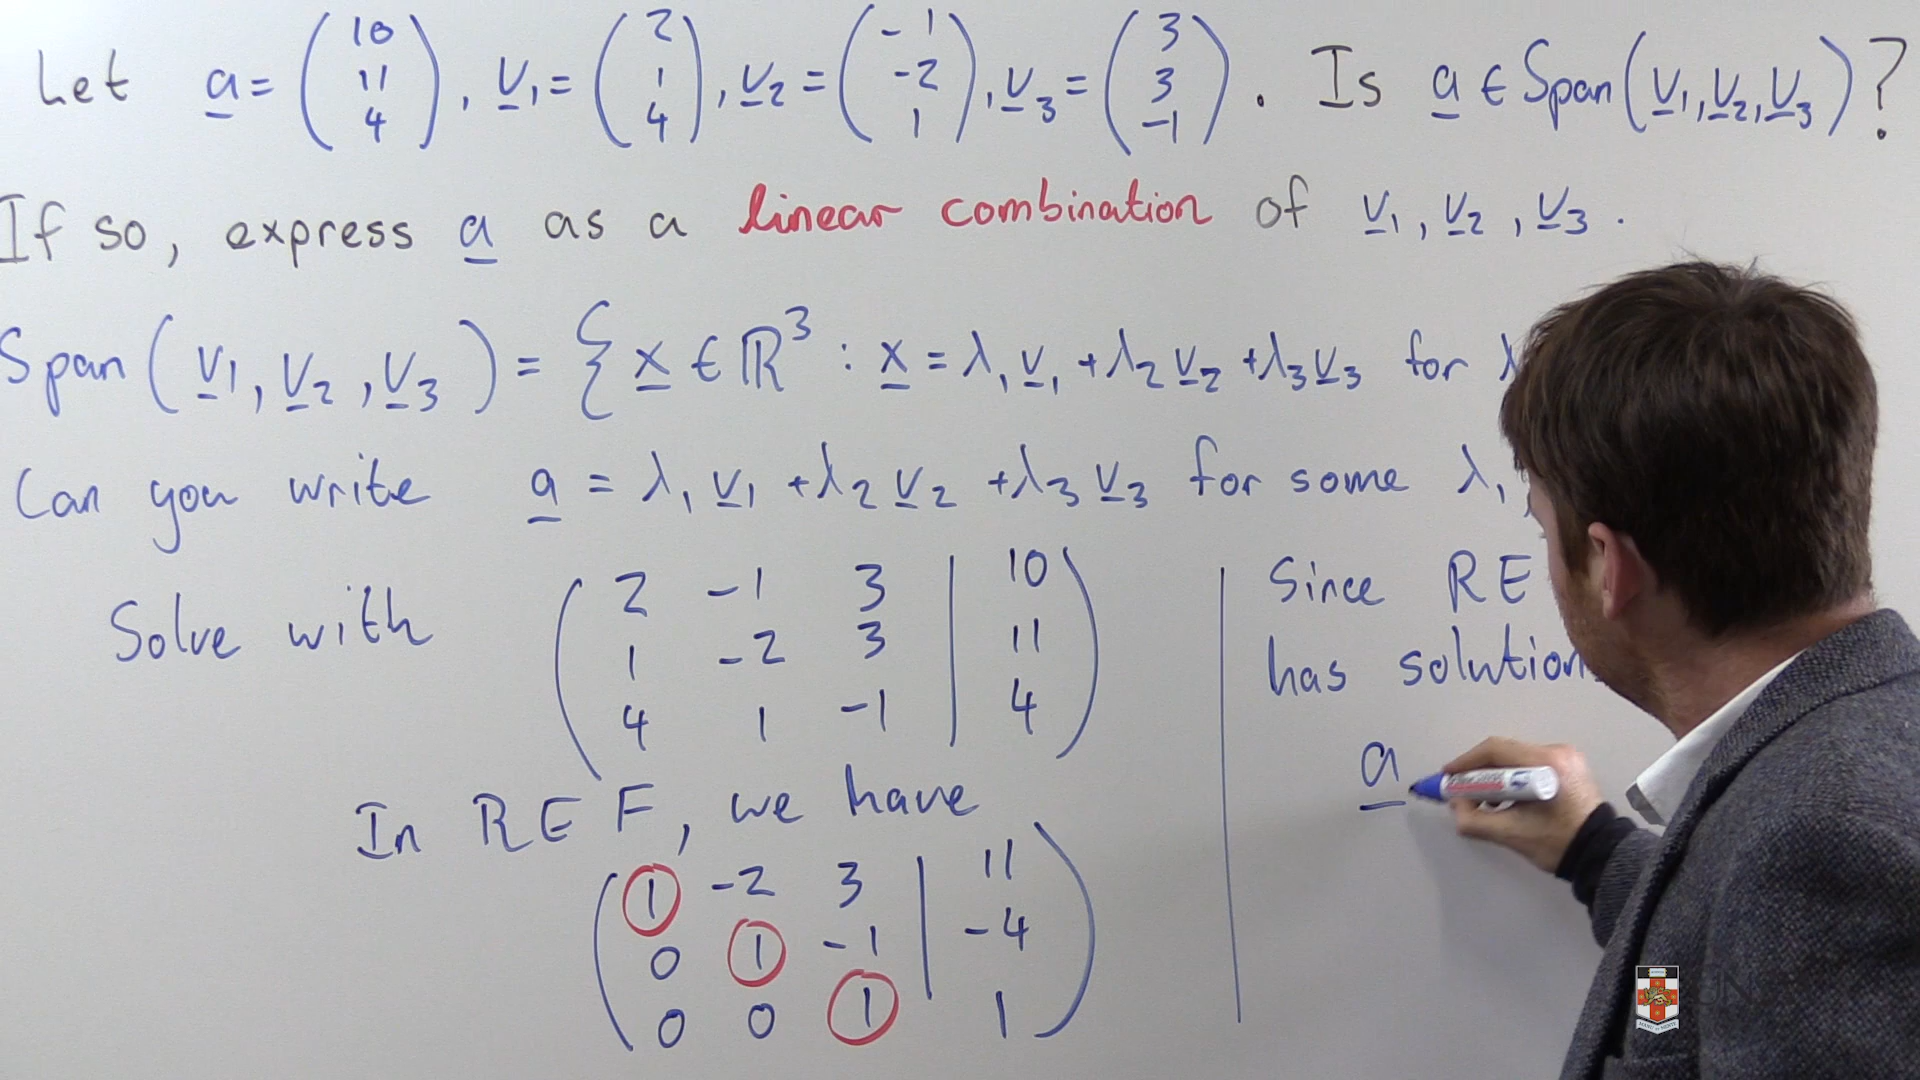 Let a = (10 11 4), v1 = (2 1 4), v2 = (-1 -2 1), v3 = (3 3 -1). Is a ∈ Span(v1, v2, v3)?
If so, express a as a linear combination of v1, v2, v3.
Span(v1, v2, v3) = { x ∈ ℝ³ : x = λ1v1 + λ2v2 + λ3v3 for λ
Can you write a = λ1v1 + λ2v2 + λ3v3 for some λ1
Solve with
2 -1 3 | 10
1 -2 3 | 11
4 1 -1 | 4
In REF, we have
1 -2 3 | 11
0 1 -1 | -4
0 0 1 | 1
Since RE
has solution
a